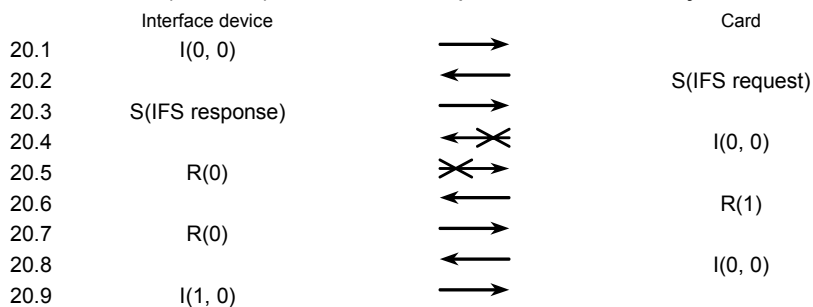 Interface device Card
20.1 I(0, 0)
20.2 S(IFS request)
20.3 S(IFS response)
20.4 I(0, 0)
20.5 R(0)
20.6 R(1)
20.7 R(0)
20.8 I(0, 0)
20.9 I(1, 0)